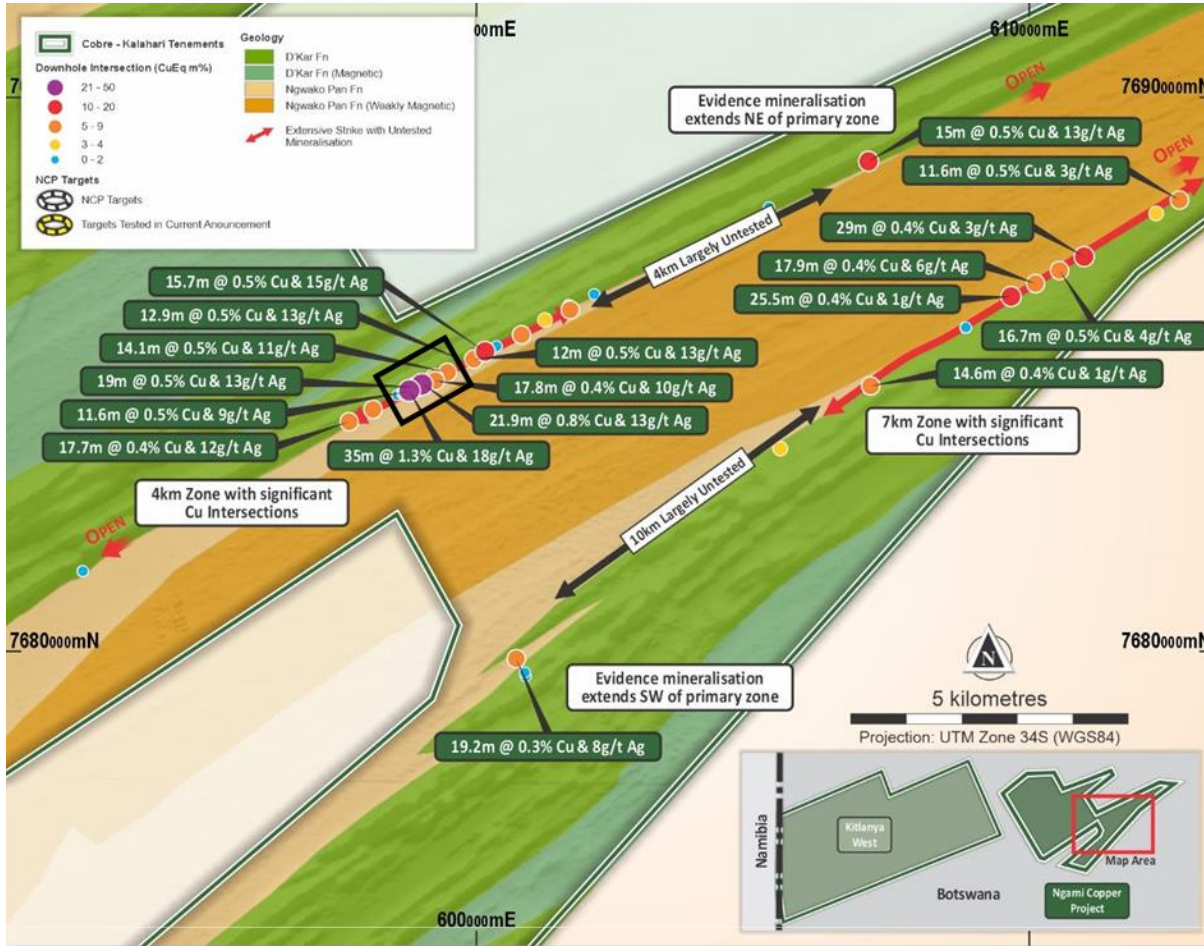 Cobre - Kalahari Tenements
Downhole Intersection (CuEq m%)
21 - 50
10 - 20
5 - 9
3 - 4
0 - 2
NCP Targets
NCP Targets
Targets Tested in Current Anouncement
Geology
D'Kar Fn
D'Kar Fn (Magnetic)
Ngwako Pan Fn
Ngwako Pan Fn (Weakly Magnetic)
Extensive Strike with Untested
Mineralisation
000mE
610000mE
7690000mN
OPEN
Evidence mineralisation
extends NE of primary zone
15m @ 0.5% Cu & 13g/t Ag
OPEN
11.6m @ 0.5% Cu & 3g/t Ag
29m @ 0.4% Cu & 3g/t Ag
17.9m @ 0.4% Cu & 6g/t Ag
25.5m @ 0.4% Cu & 1g/t Ag
16.7m @ 0.5% Cu & 4g/t Ag
14.6m @ 0.4% Cu & 1g/t Ag
4km Largely Untested
15.7m @ 0.5% Cu & 15g/t Ag
12.9m @ 0.5% Cu & 13g/t Ag
14.1m @ 0.5% Cu & 11g/t Ag
19m @ 0.5% Cu & 13g/t Ag
11.6m @ 0.5% Cu & 9g/t Ag
17.7m @ 0.4% Cu & 12g/t Ag
12m @ 0.5% Cu & 13g/t Ag
17.8m @ 0.4% Cu & 10g/t Ag
21.9m @ 0.8% Cu & 13g/t Ag
35m @ 1.3% Cu & 18g/t Ag
7km Zone with significant
Cu Intersections
4km Zone with significant
Cu Intersections
OPEN
10km Largely Untested
7680000mN
7680000mN
Evidence mineralisation
extends SW of primary zone
19.2m @ 0.3% Cu & 8g/t Ag
N
5 kilometres
Projection: UTM Zone 34S (WGS84)
Namibia
Kitlanya
West
Map Area
Botswana
Ngami Copper
Project
600000mE